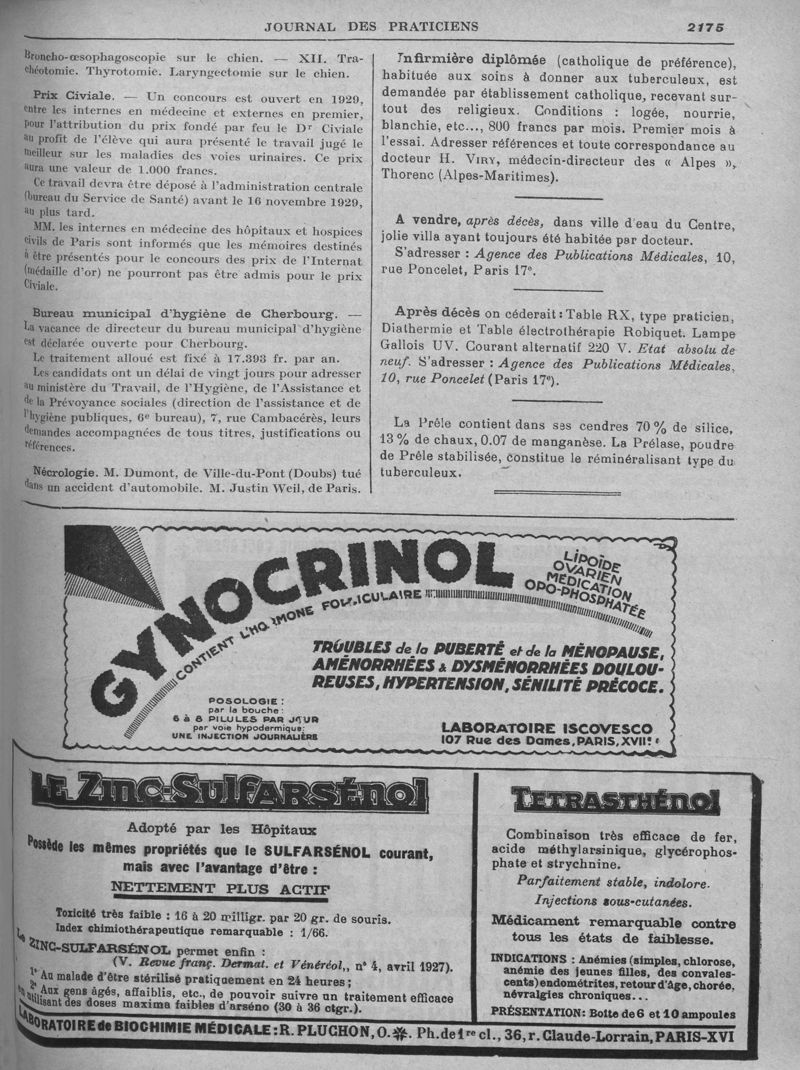 JOURNAL DES PRATICIENS 2175
Broncho-œsophagoscopie sur le chien. — XII. Tra-
chéotomie. Thyrotomie. Laryngectomie sur le chien.
Prix Civiale. — Un concours est ouvert en 1929,
entre les internes en médecine et externes en premier,
pour l'attribution du prix fondé par feu le Dr Civiale
au profit de l'élève qui aura présenté le travail jugé le
meilleur sur les maladies des voies urinaires. Ce prix
aura une valeur de 1.000 francs.
Ce travail devra être déposé à l'administration centrale
(bureau du Service de Santé) avant le 16 novembre 1929,
au plus tard.
MM. les internes en médecine des hôpitaux et hospices
civils de Paris sont informés que les mémoires destinés
à être présentés pour le concours des prix de l'Internat
(médaille d'or) ne pourront pas être admis pour le prix
Civiale.
Bureau municipal d'hygiène de Cherbourg. —
La vacance de directeur du bureau municipal d'hygiène
est déclarée ouverte pour Cherbourg.
Le traitement alloué est fixé à 17.393 fr. par an.
Les candidats ont un délai de vingt jours pour adresser
au ministère du Travail, de l'Hygiène, de l'Assistance et
de la Prévoyance sociales (direction de l'assistance et de
l'hygiène publiques, 6e bureau), 7, rue Cambacérès, leurs
demandes accompagnées de tous titres, justifications ou
références.
Nécrologie. M. Dumont, de Ville-du-Pont (Doubs) tué
dans un accident d'automobile. M. Justin Weil, de Paris.
Infirmière diplômée (catholique de préférence),
habituée aux soins à donner aux tuberculeux, est
demandée par établissement catholique, recevant sur-
tout des religieux. Conditions : logée, nourrie,
blanchie, etc..., 800 francs par mois. Premier mois à
l'essai. Adresser références et toute correspondance au
docteur H. VIRY, médecin-directeur des « Alpes »,
Thorenc (Alpes-Maritimes).
A vendre, après décès, dans ville d'eau du Centre,
jolie villa ayant toujours été habitée par docteur.
S'adresser : Agence des Publications Médicales, 10,
rue Poncelet, Paris 17e.
Après décès on céderait : Table RX, type praticien,
Diathermie et Table électrothérapie Robiquet. Lampe
Gallois UV. Courant alternatif 220 V. Etat absolu de
neuf. S'adresser : Agence des Publications Médicales,
10, rue Poncelet (Paris 17e).
La Prêle contient dans ses cendres 70 % de silice,
13 % de chaux, 0.07 de manganèse. La Prélase, poudre
de Prêle stabilisée, constitue le réminéralisant type du
tuberculeux.
GYNOCRINOL
LIPOÏDE
OVARIEN
MÉDICATION
OPO-PHOSPHATÉE
CONTIENT L'HORMONE FOLLICULAIRE
TROUBLES de la PUBERTÉ et de la MÉNOPAUSE,
AMÉNORRHÉES & DYSMÉNORRHÉES DOULOU-
REUSES, HYPERTENSION, SÉNILITÉ PRÉCOCE.
POSOLOGIE :
par la bouche :
6 à 8 PILULES PAR JOUR
par voie hypodermique :
UNE INJECTION JOURNALIÈRE
LABORATOIRE ISCOVESCO
107 Rue des Dames, PARIS, XVIIe
LE ZINC-SULFARSÉNOL
Adopté par les Hôpitaux
Possède les mêmes propriétés que le SULFARSÉNOL courant,
mais avec l'avantage d'être :
NETTEMENT PLUS ACTIF
Toxicité très faible : 16 à 20 milligr. par 20 gr. de souris.
Index chimiothérapeutique remarquable : 1/66.
Le ZINC-SULFARSÉNOL permet enfin :
(V. Revue franç. Dermat. et Vénéréol., n° 4, avril 1927).
1° Au malade d'être stérilisé pratiquement en 24 heures ;
2° Aux gens âgés, affaiblis, etc., de pouvoir suivre un traitement efficace
en utilisant des doses maxima faibles d'arséno (30 à 36 ctgr.).
TETRASTHÉNOL
Combinaison très efficace de fer,
acide méthylarsinique, glycérophos-
phate et strychnine.
Parfaitement stable, indolore.
Injections sous-cutanées.
Médicament remarquable contre
tous les états de faiblesse.
INDICATIONS : Anémies (simples, chlorose,
anémie des jeunes filles, des convales-
cents) endométrites, retour d'âge, chorée,
névralgies chroniques...
PRÉSENTATION : Boîte de 6 et 10 ampoules
LABORATOIRE de BIOCHIMIE MÉDICALE : R. PLUCHON, O. ✻. Ph. de 1re cl., 36, r. Claude-Lorrain, PARIS-XVI